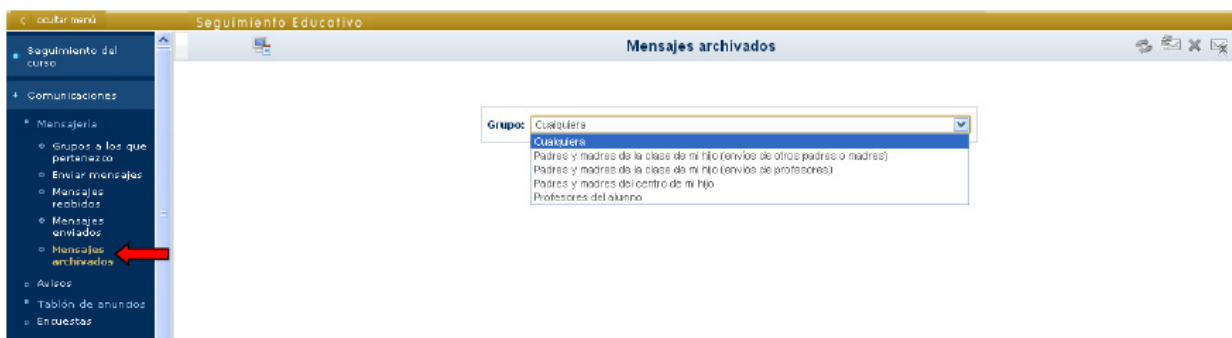 ocultar menú
Seguimiento Educativo
Seguimiento del
curso
Mensajes archivados
Comunicaciones
Mensajería
Grupos a los que
pertenezco
Enviar mensajes
Mensajes
recibidos
Mensajes
enviados
Mensajes
archivados
Avisos
Tablón de anuncios
Encuestas
Grupo: Cualquiera
Cualquiera
Padres y madres de la clase de mi hijo (envíos de otros padres o madres)
Padres y madres de la clase de mi hijo (envíos de profesores)
Padres y madres del centro de mi hijo
Profesores del alumno